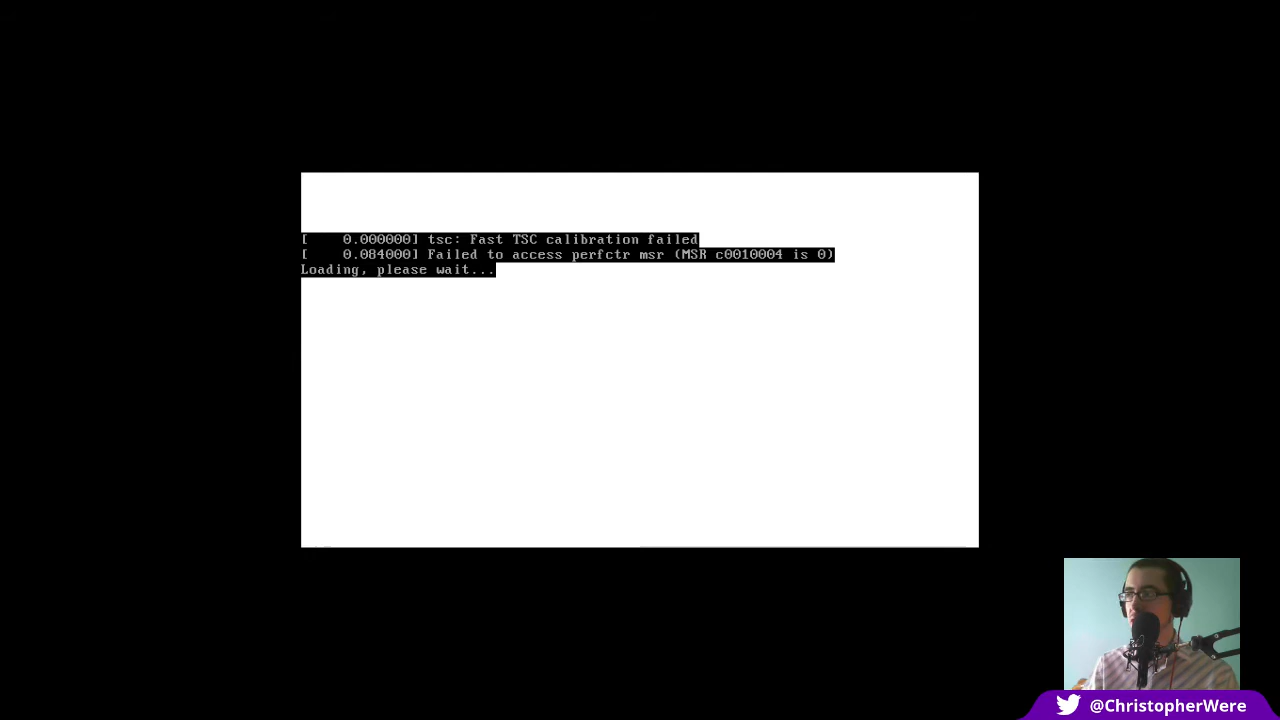 [    0.000000] tsc: Fast TSC calibration failed
[    0.084000] Failed to access perfctr msr (MSR c0010004 is 0)
Loading, please wait...
@ChristopherWere